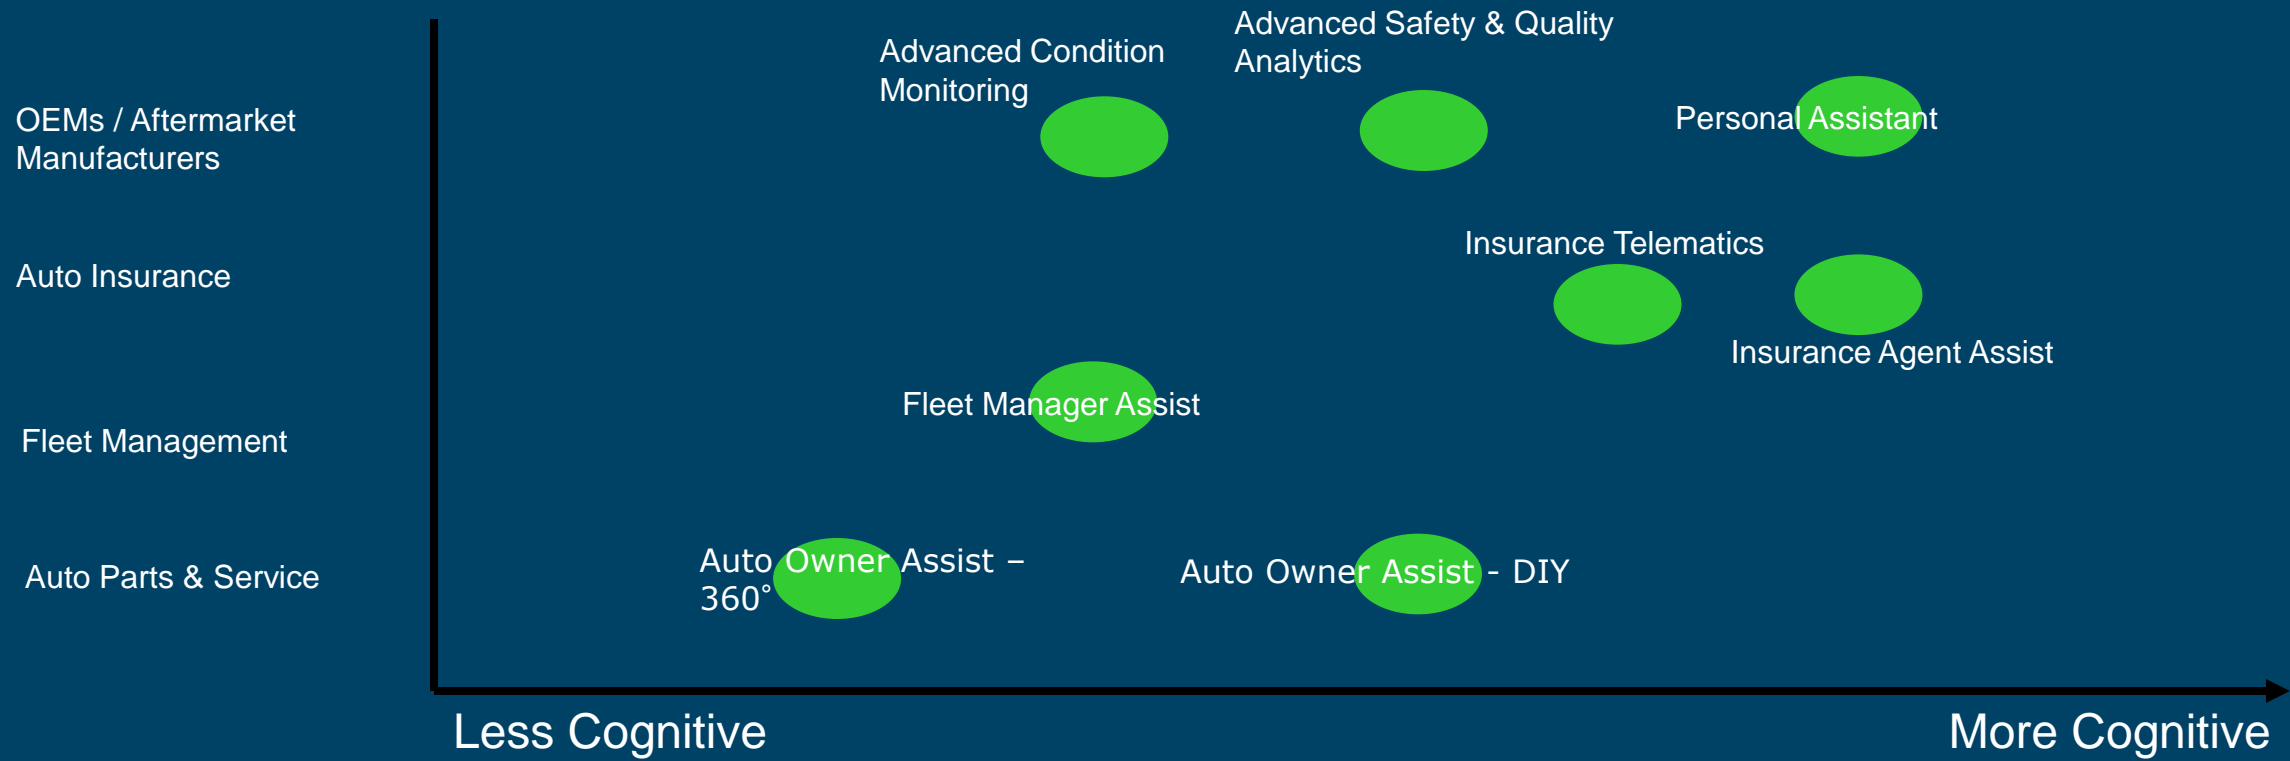 Advanced Safety & Quality
Analytics
Advanced Condition
Monitoring
OEMs / Aftermarket
Manufacturers
Personal Assistant
Insurance Telematics
Auto Insurance
Insurance Agent Assist
Fleet Manager Assist
Fleet Management
Auto Owner Assist –
360°
Auto Owner Assist - DIY
Auto Parts & Service
Less Cognitive
More Cognitive